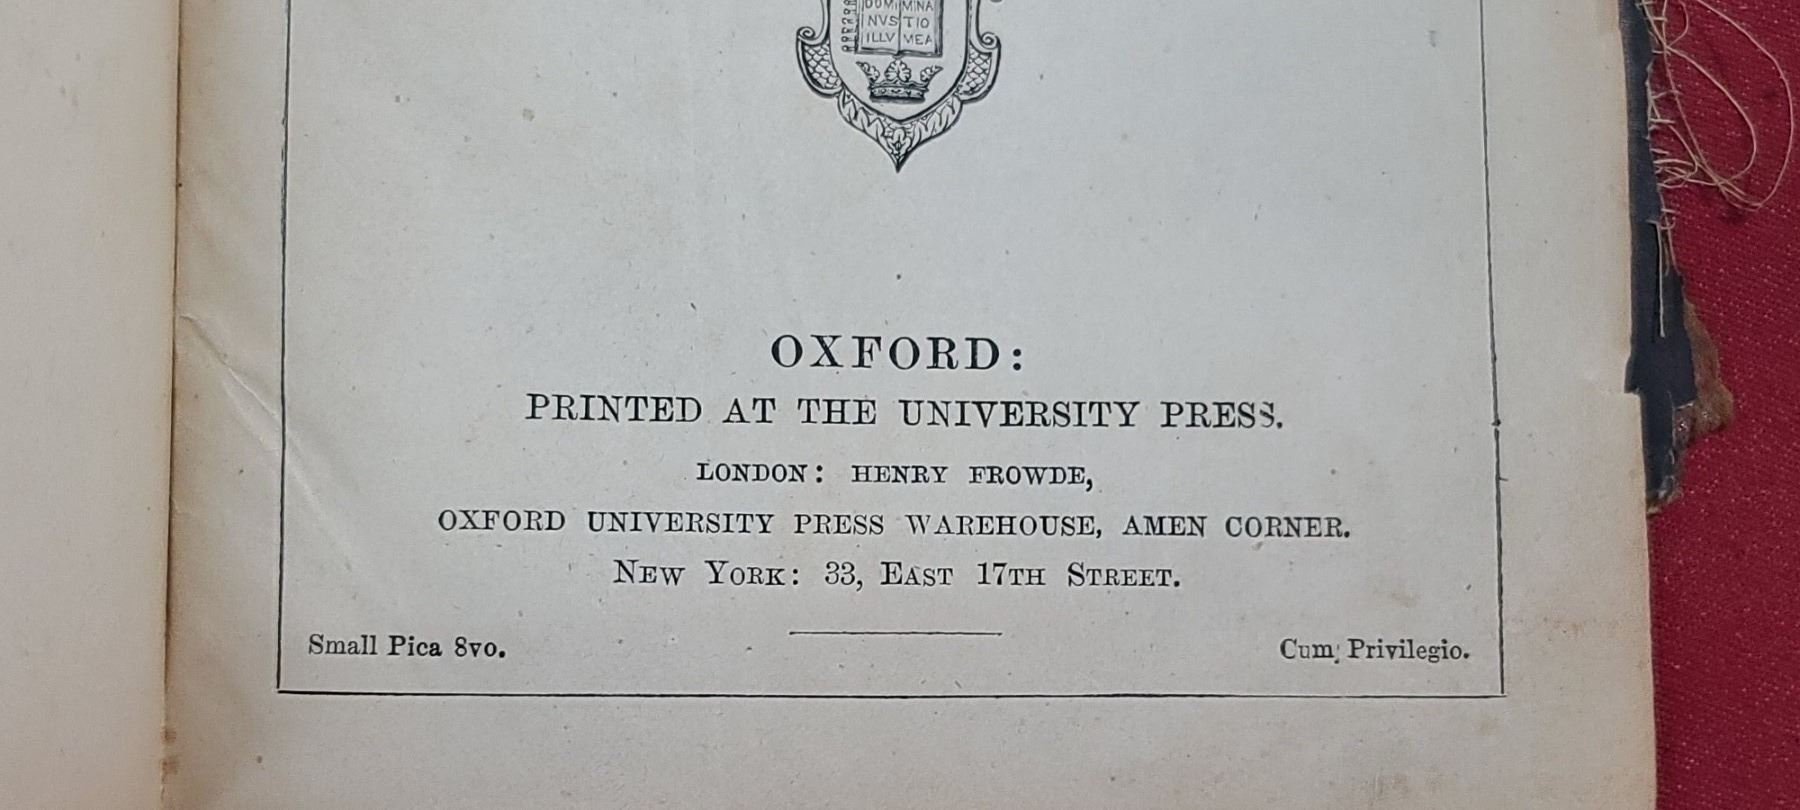 DOMI MINA
NVS TIO
ILLV MEA
OXFORD:
PRINTED AT THE UNIVERSITY PRESS.
LONDON: HENRY FROWDE,
OXFORD UNIVERSITY PRESS WAREHOUSE, AMEN CORNER.
NEW YORK: 33, EAST 17TH STREET.
Small Pica 8vo.
Cum Privilegio.